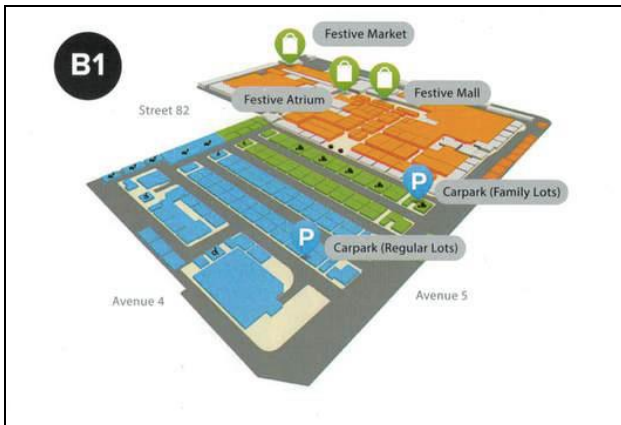 Festive Market
B1
Festive Atrium
Festive Mall
Street 82
P
Carpark (Family Lots)
P
Carpark (Regular Lots)
Avenue 4
Avenue 5